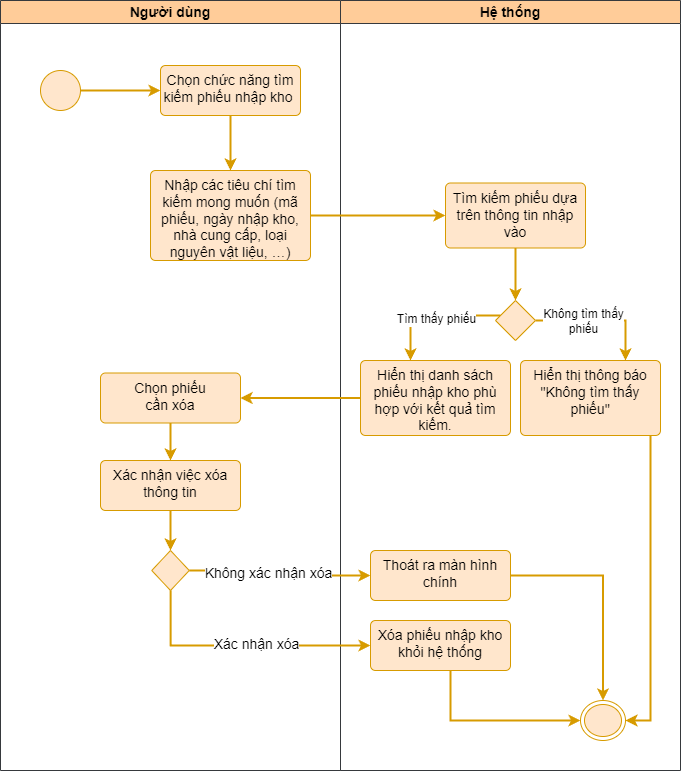 Người dùng
Hệ thống
Chọn chức năng tìm
kiếm phiếu nhập kho
Nhập các tiêu chí tìm
kiếm mong muốn (mã
phiếu, ngày nhập kho,
nhà cung cấp, loại
nguyên vật liệu, ...)
Tìm kiếm phiếu dựa
trên thông tin nhập
vào
Tìm thấy phiếu
Không tìm thấy
phiếu
Hiển thị danh sách
phiếu nhập kho phù
hợp với kết quả tìm
kiếm.
Hiển thị thông báo
"Không tìm thấy
phiếu"
Chọn phiếu
cần xóa
Xác nhận việc xóa
thông tin
Không xác nhận xóa
Thoát ra màn hình
chính
Xác nhận xóa
Xóa phiếu nhập kho
khỏi hệ thống